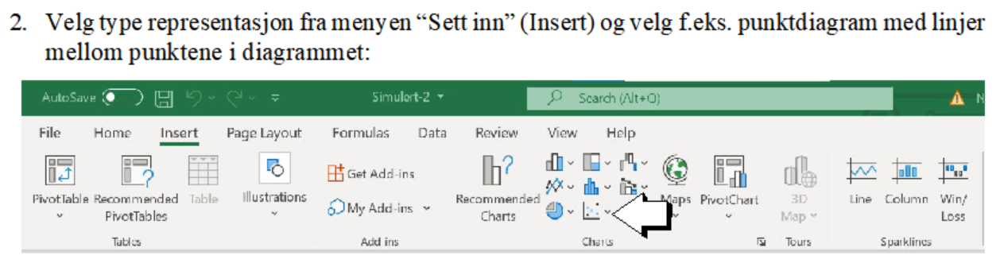 2. Velg type representasjon fra menyen “Sett inn” (Insert) og velg f.eks. punktdiagram med linjer
mellom punktene i diagrammet:
AutoSave Simulert-2 Search (Alt+Q) N
File Home Insert Page Layout Formulas Data Review View Help
PivotTable Recommended PivotTables Table Illustrations Get Add-ins My Add-ins Recommended Charts Maps PivotChart 3D Map Line Column Win/Loss
Tables Add ins Charts Tours Sparklines